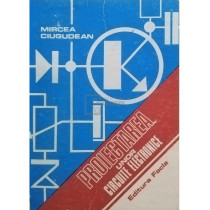 MIRCEA
CIUGUDEAN
PROIECTAREA
UNOR
CIRCUITE ELECTRONICE
Editura Facla